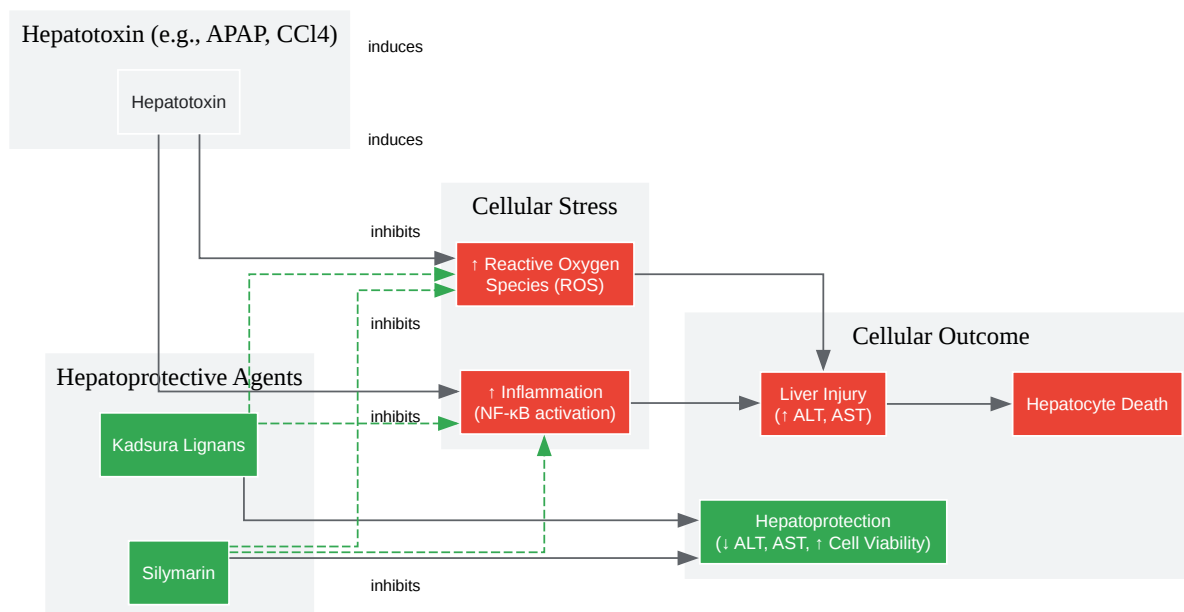 Hepatotoxin (e.g., APAP, CCl4)
induces
Hepatotoxin
induces
Cellular Stress
inhibits
↑ Reactive Oxygen
Species (ROS)
inhibits
Cellular Outcome
Hepatoprotective Agents
↑ Inflammation
(NF-κB activation)
Liver Injury
(↑ ALT, AST)
Hepatocyte Death
inhibits
Kadsura Lignans
Hepatoprotection
(↓ ALT, AST, ↑ Cell Viability)
Silymarin
inhibits